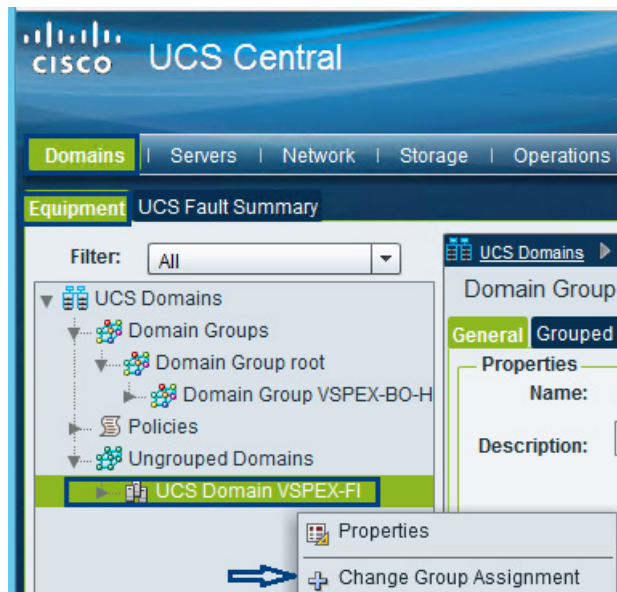 CISCO UCS Central
Domains | Servers | Network | Storage | Operations
Equipment UCS Fault Summary
Filter: All
UCS Domains
Domain Groups
Domain Group root
Domain Group VSPEX-BO-H
Policies
Ungrouped Domains
UCS Domain VSPEX-FI
UCS Domains
Domain Group
General Grouped
Properties
Name:
Description:
Properties
Change Group Assignment